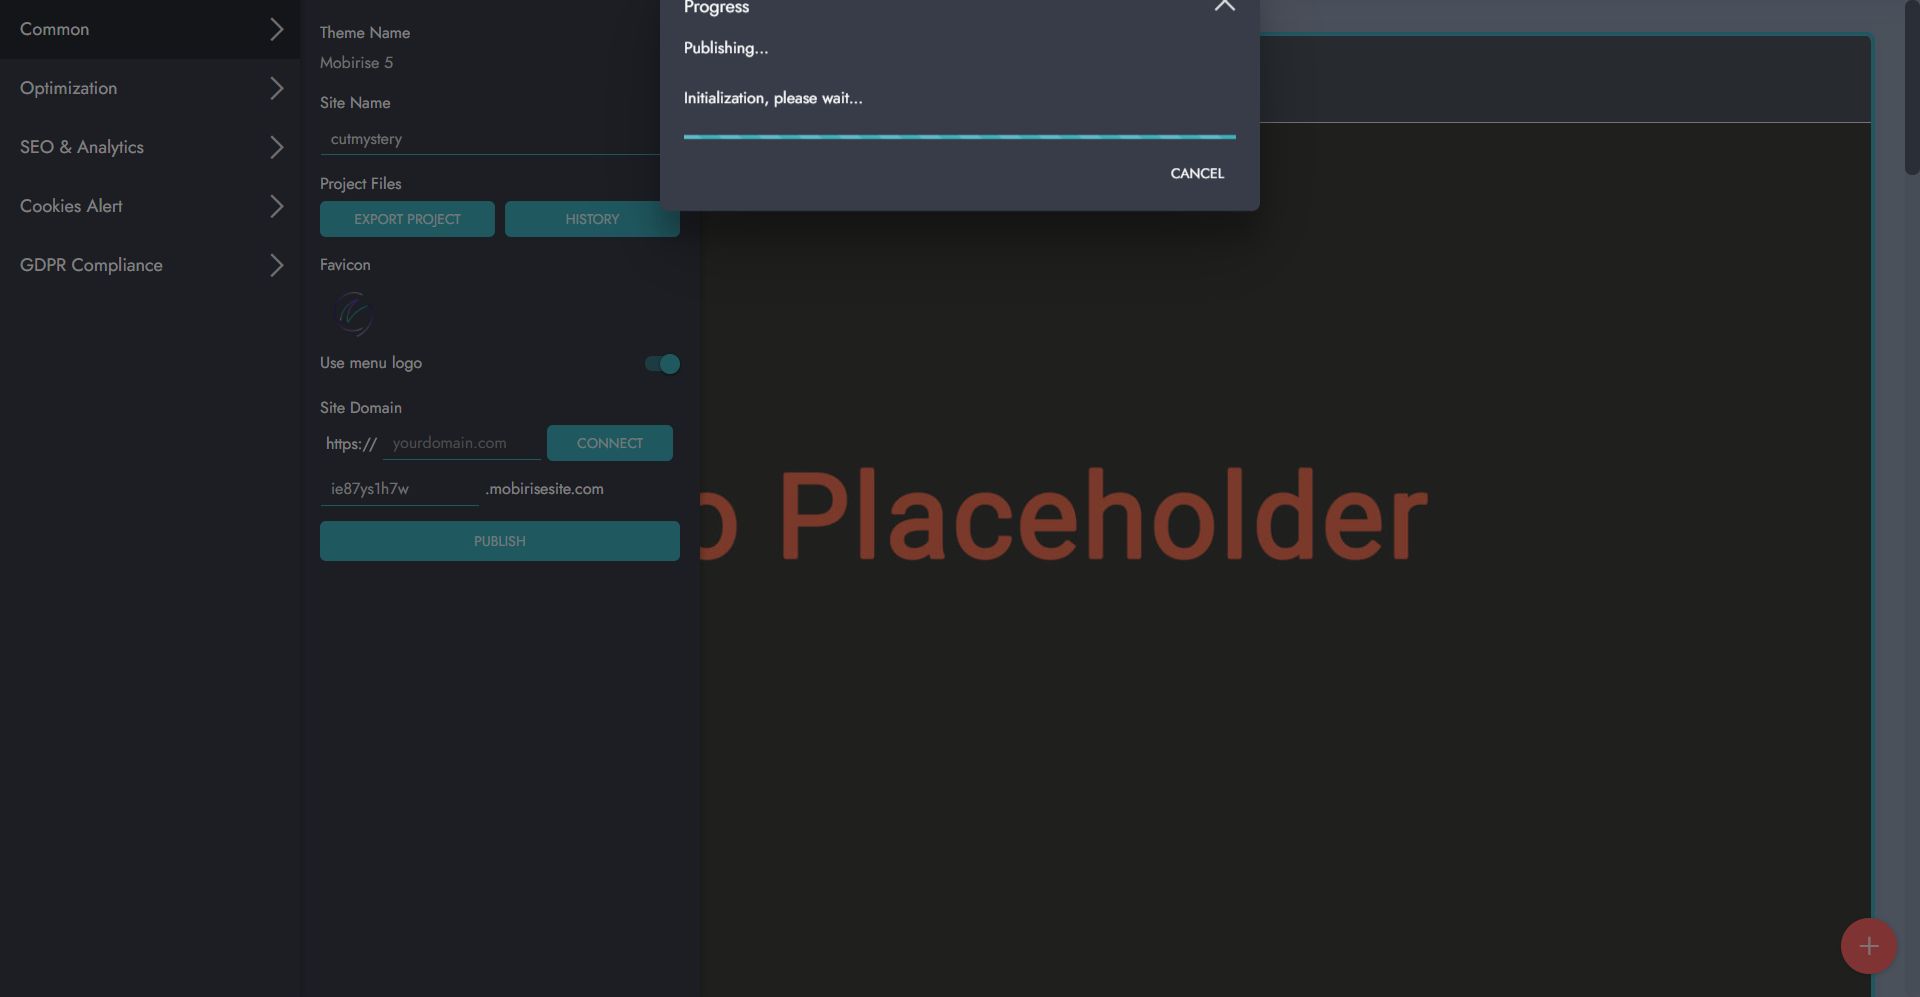 Common
Optimization
SEO & Analytics
Cookies Alert
GDPR Compliance
Theme Name
Mobirise 5
Site Name
cutmystery
Project Files
EXPORT PROJECT
HISTORY
Favicon
Use menu logo
Site Domain
https://
yourdomain.com
CONNECT
ie87ys1h7w
.mobirisesite.com
PUBLISH
Progress
Publishing...
Initialization, please wait...
CANCEL
o Placeholder